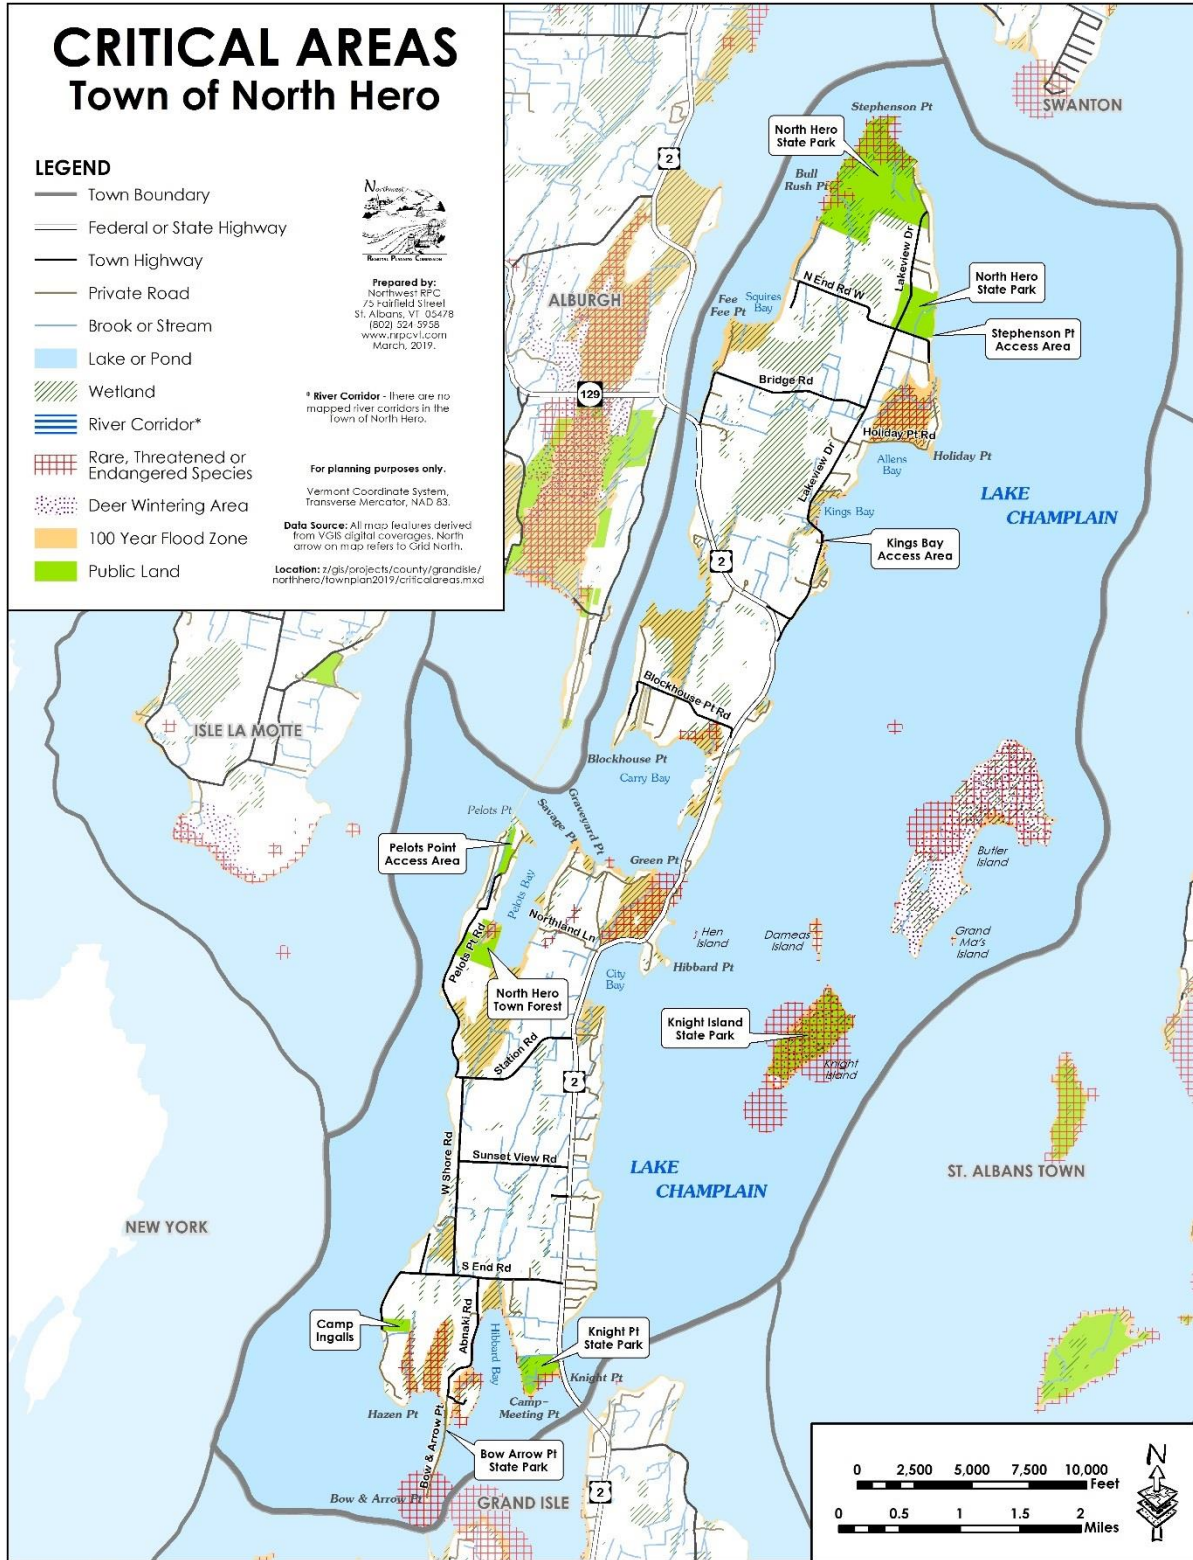 CRITICAL AREAS
Town of North Hero
LEGEND
Town Boundary
Federal or State Highway
Town Highway
Private Road
Brook or Stream
Lake or Pond
Wetland
River Corridor*
Rare, Threatened or
Endangered Species
Deer Wintering Area
100 Year Flood Zone
Public Land
Northwest
REGIONAL PLANNING COMMISSION
Prepared by:
Northwest RPC
75 Fairfield Street
St. Albans, VT 05478
(802) 524 5958
www.nrpcvt.com
March, 2019.
* River Corridor - there are no
mapped river corridors in the
Town of North Hero.
For planning purposes only.
Vermont Coordinate System,
Transverse Mercator, NAD 83.
Data Source: All map features derived
from VGIS digital coverages. North
arrow on map refers to Grid North.
Location: z/gis/projects/county/grandisle/
northhero/townplan2019/criticalareas.mxd
SWANTON
Stephenson Pt
North Hero
State Park
2
Bull
Rush Pt
Lakeview Dr
North Hero
State Park
N End Rd W
ALBURGH
Squires
Bay
Fee
Fee Pt
Stephenson Pt
Access Area
Bridge Rd
129
Holiday Pt Rd
Allens
Bay
Holiday Pt
Lakeview Dr
LAKE
CHAMPLAIN
Kings Bay
Kings Bay
Access Area
2
Blockhouse Pt Rd
ISLE LA MOTTE
Blockhouse Pt
Carry Bay
Pelots Pt
Savage Pt
Graveyard Pt
Pelots Point
Access Area
Green Pt
Butler
Island
Pelots Bay
Northland Ln
Hen
Island
Dameas
Island
Grand
Ma's
Island
Pelots Pt Rd
Hibbard Pt
City
Bay
North Hero
Town Forest
Knight Island
State Park
Station Rd
Knight
Island
2
W Shore Rd
Sunset View Rd
LAKE
CHAMPLAIN
ST. ALBANS TOWN
NEW YORK
S End Rd
Camp
Ingalls
Abnaki Rd
Hibbard Bay
Knight Pt
State Park
Knight Pt
Hazen Pt
Camp-
Meeting Pt
Bow & Arrow Pt
Bow Arrow Pt
State Park
Bow & Arrow Pt
GRAND ISLE
2
0 2,500 5,000 7,500 10,000
Feet
0 0.5 1 1.5 2
Miles
N